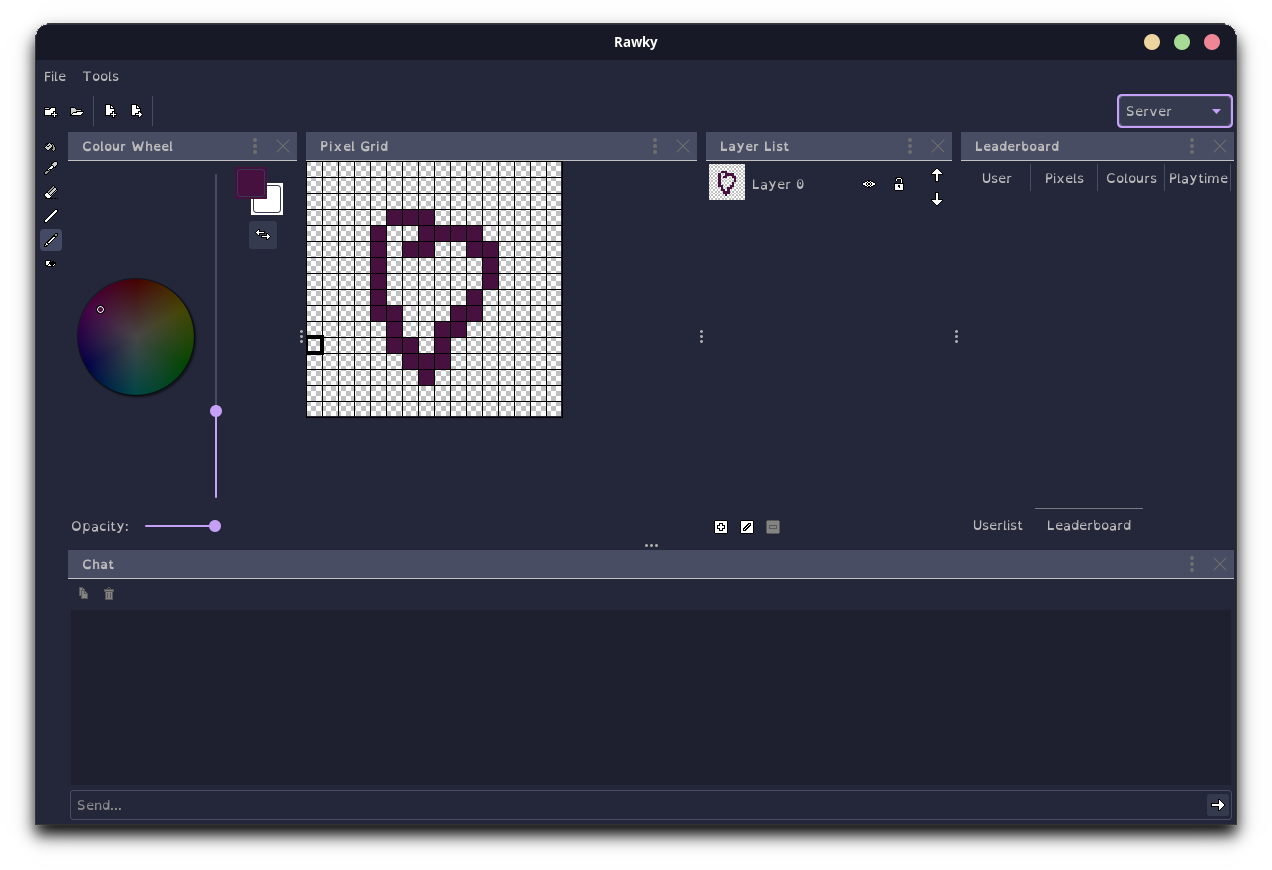 Rawky
File Tools
Server
Colour Wheel
Pixel Grid
Layer List
Leaderboard
Layer 0
User Pixels Colours Playtime
Opacity:
Userlist Leaderboard
Chat
Send...